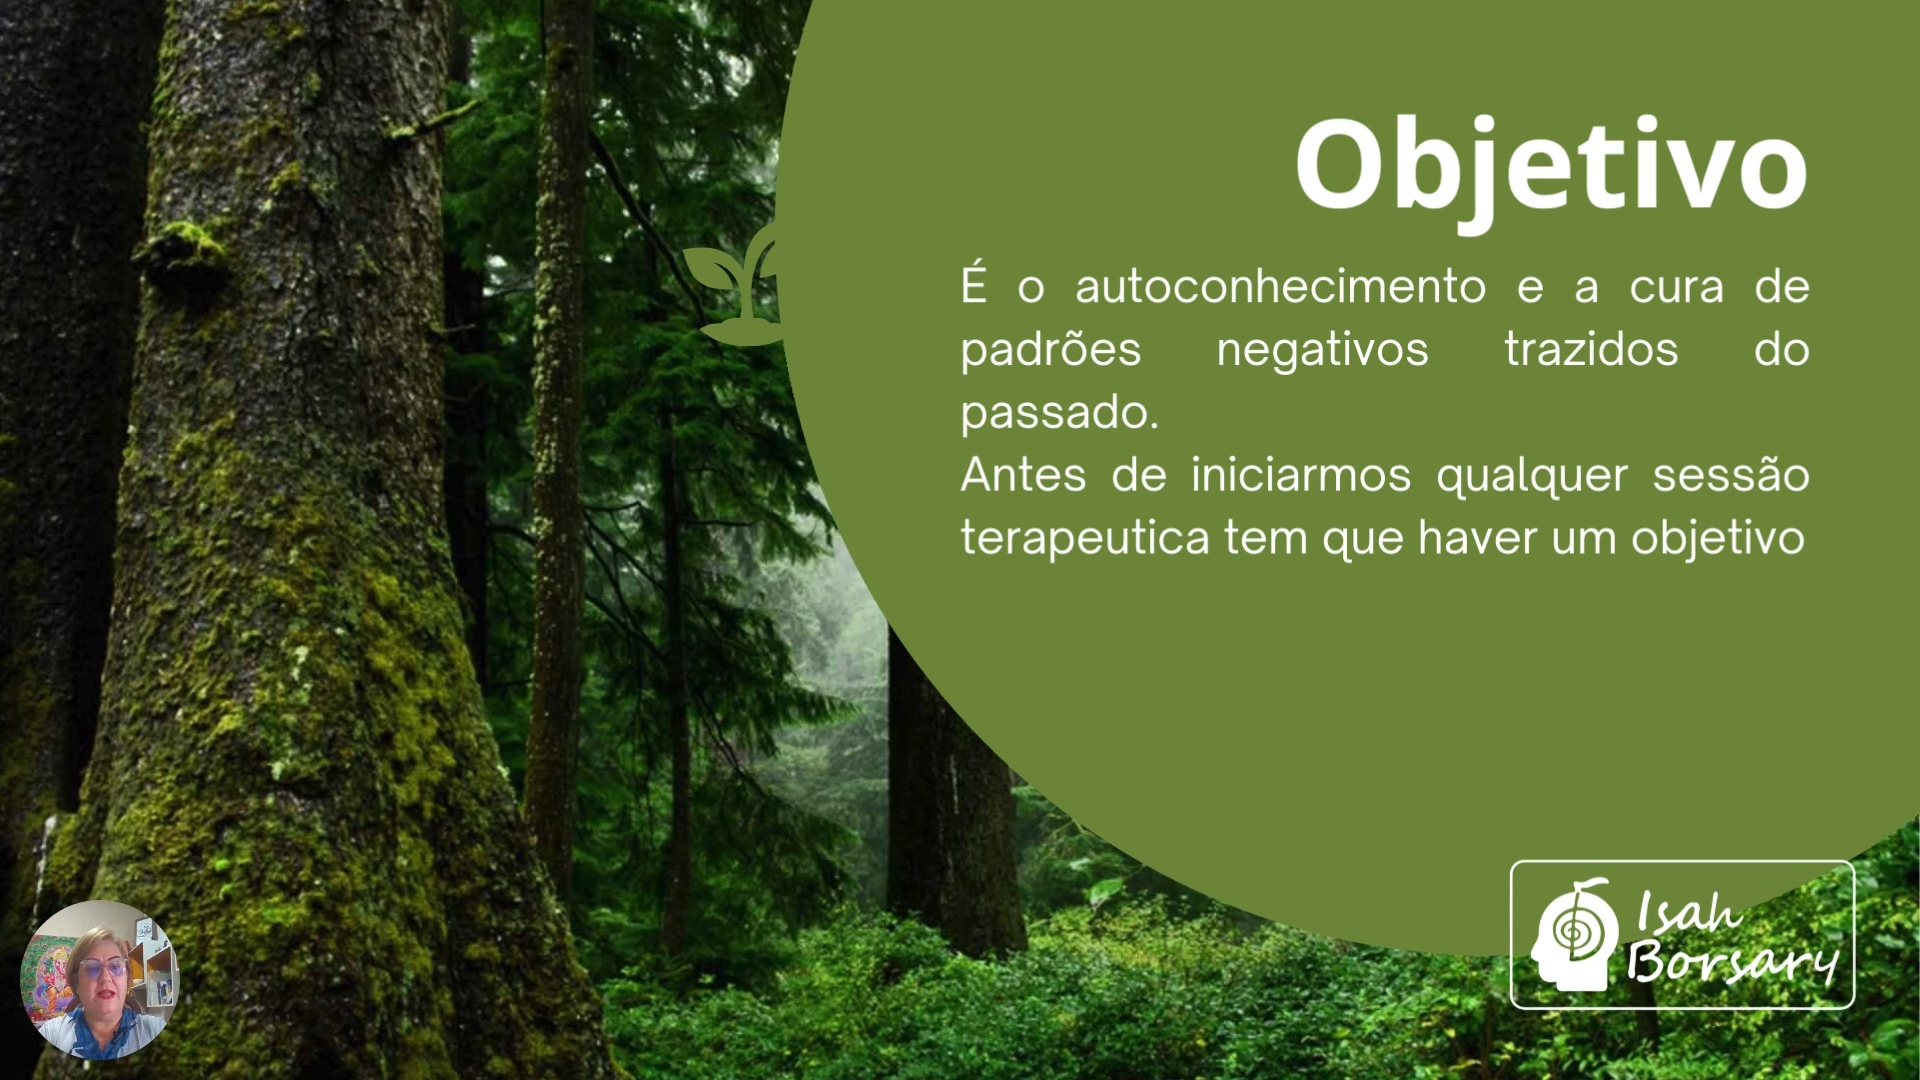 Objetivo
É o autoconhecimento e a cura de
padrões negativos trazidos do
passado.
Antes de iniciarmos qualquer sessão
terapeutica tem que haver um objetivo
Isah
Borsary